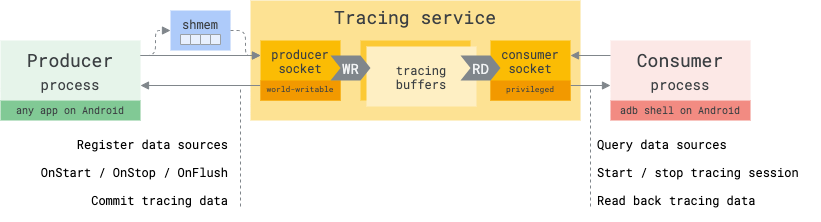 Tracing service
shmem
Producer
process
any app on Android
producer
socket
world-writable
WR
tracing
buffers
RD
consumer
socket
privileged
Consumer
process
adb shell on Android
Register data sources
OnStart / OnStop / OnFlush
Commit tracing data
Query data sources
Start / stop tracing session
Read back tracing data